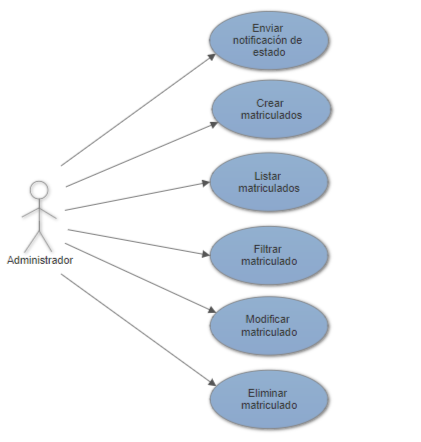 Enviar
notificación de
estado
Crear
matriculados
Listar
matriculados
Administrador
Filtrar
matriculado
Modificar
matriculado
Eliminar
matriculado